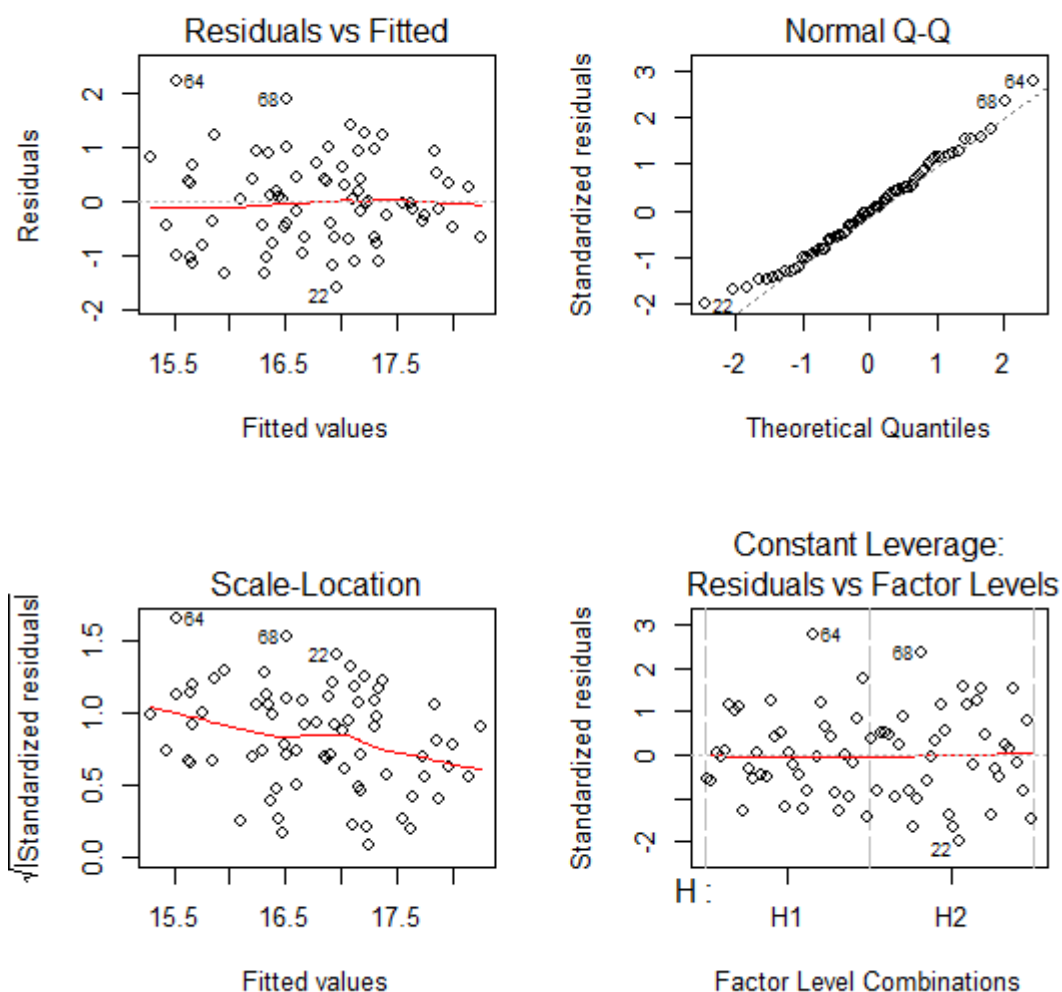 Residuals vs Fitted
Residuals
2
1
0
-1
-2
64
68
22
15.5 16.5 17.5
Fitted values
Normal Q-Q
Standardized residuals
3
2
1
0
-1
-2
64
68
22
-2 -1 0 1 2
Theoretical Quantiles
Scale-Location
√|Standardized residuals|
1.5
1.0
0.5
0.0
64
68
22
15.5 16.5 17.5
Fitted values
Constant Leverage:
Residuals vs Factor Levels
Standardized residuals
3
2
1
0
-1
-2
64
68
22
H :
H1 H2
Factor Level Combinations